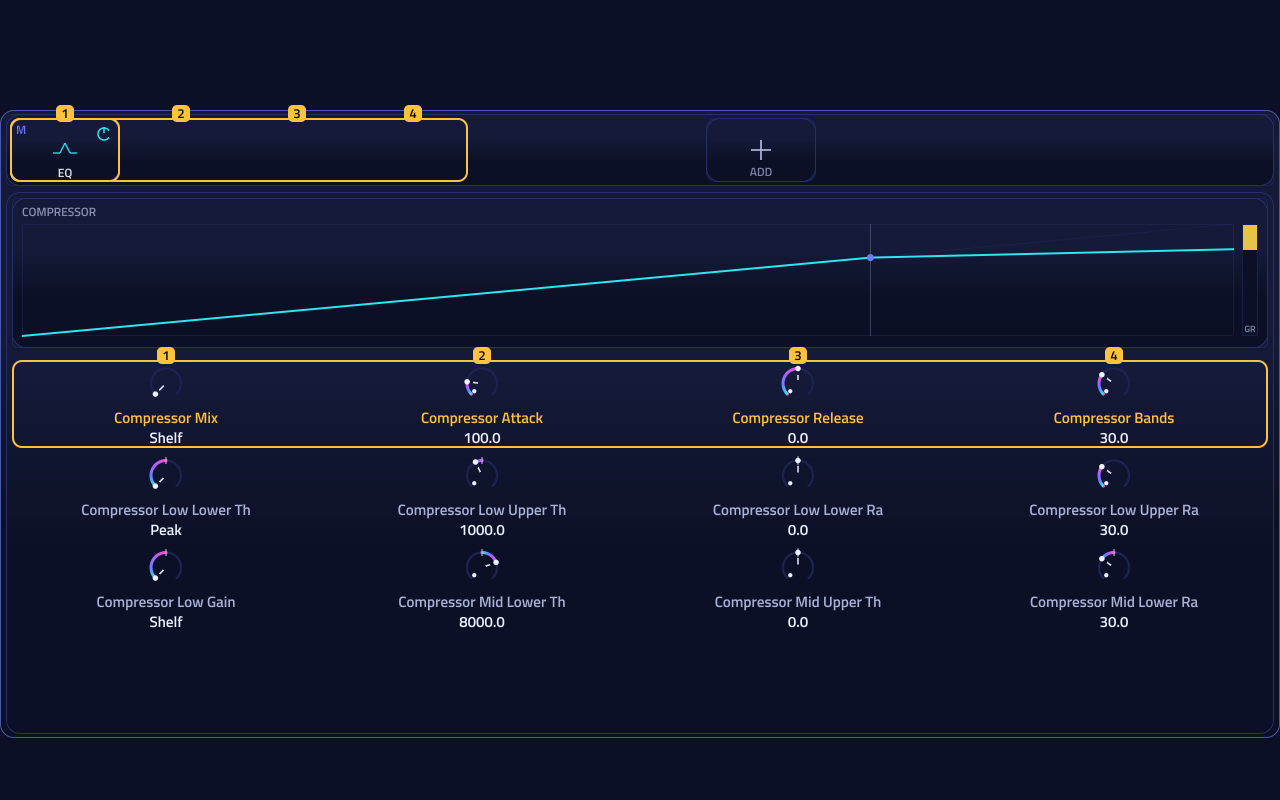 1 2 3 4
M
EQ
ADD
COMPRESSOR
GR
1 2 3 4
Compressor Mix Compressor Attack Compressor Release Compressor Bands
Shelf 100.0 0.0 30.0
Compressor Low Lower Th Compressor Low Upper Th Compressor Low Lower Ra Compressor Low Upper Ra
Peak 1000.0 0.0 30.0
Compressor Low Gain Compressor Mid Lower Th Compressor Mid Upper Th Compressor Mid Lower Ra
Shelf 8000.0 0.0 30.0